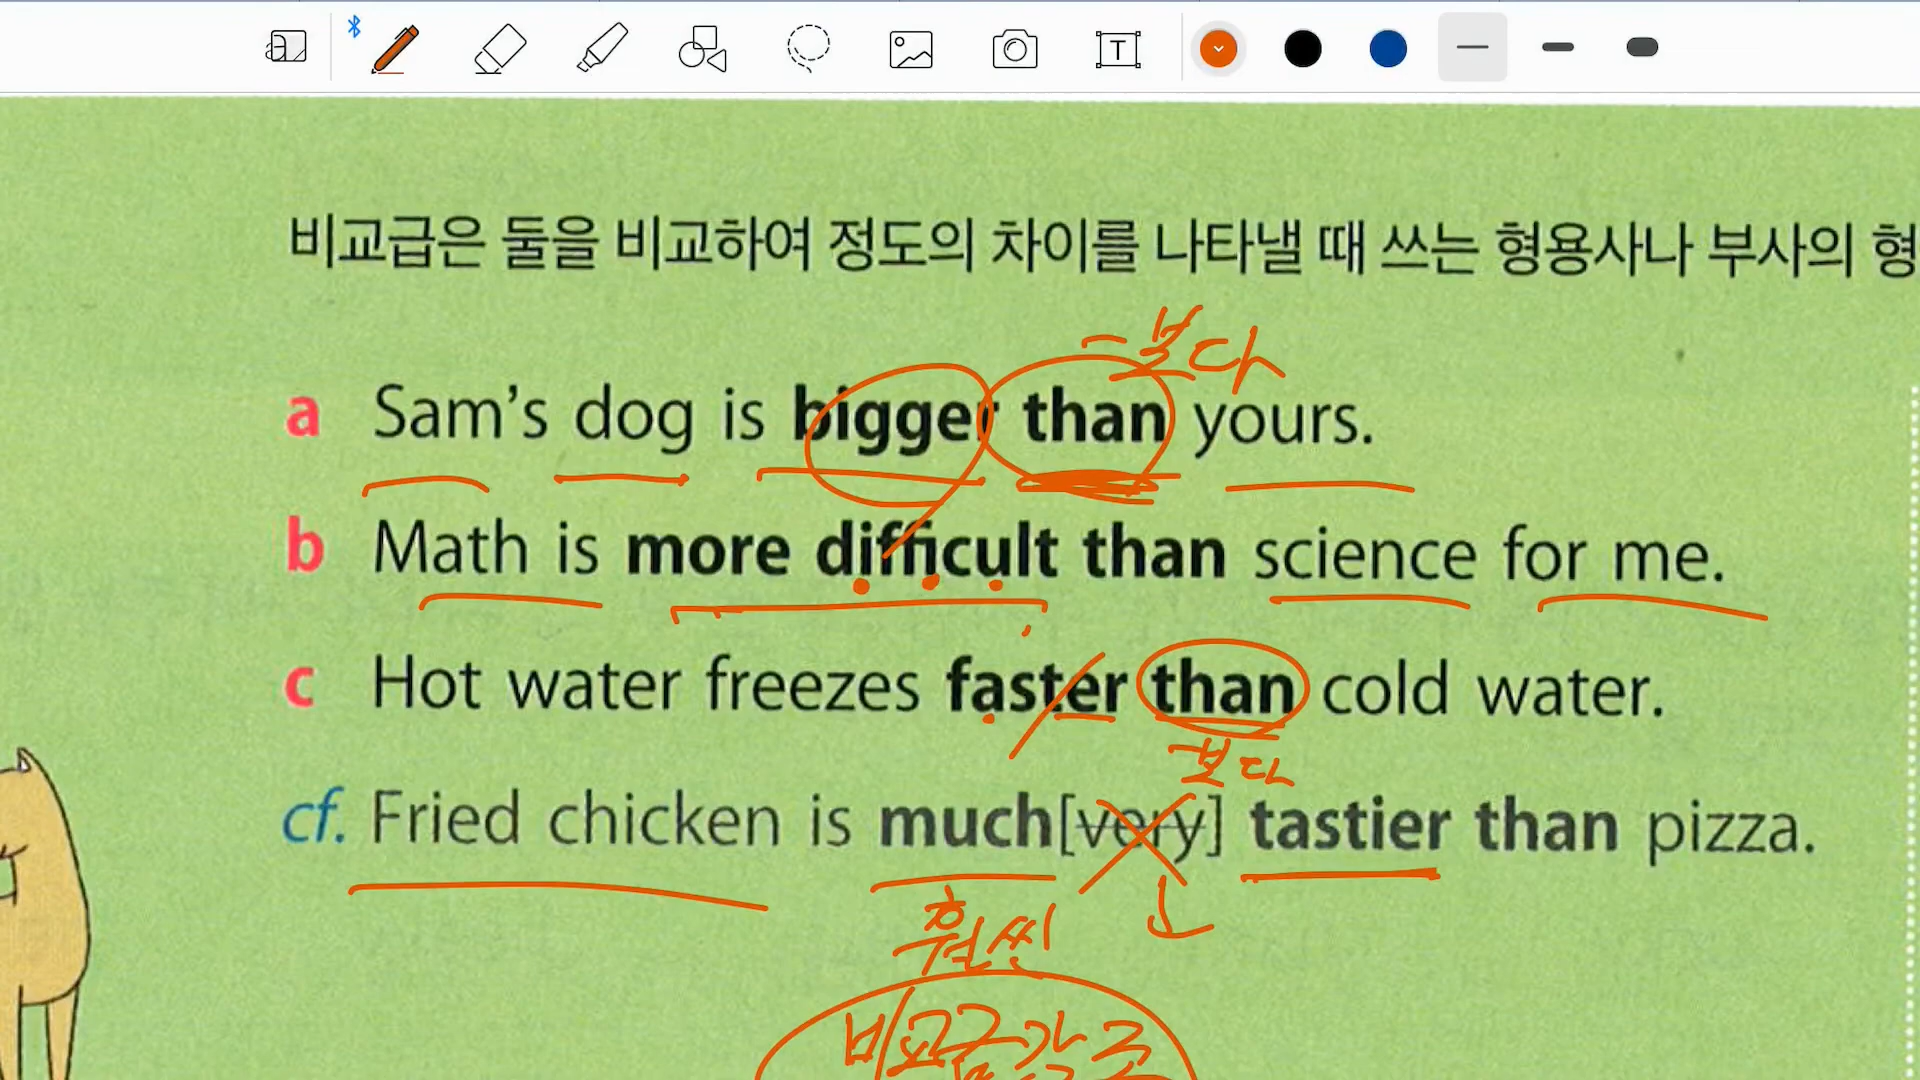 비교급은 둘을 비교하여 정도의 차이를 나타낼 때 쓰는 형용사나 부사의 형
~보다
a Sam's dog is bigger than yours.
b Math is more difficult than science for me.
c Hot water freezes faster than cold water.
~보다
cf. Fried chicken is much[very] tastier than pizza.
훨씬
비교급 강조